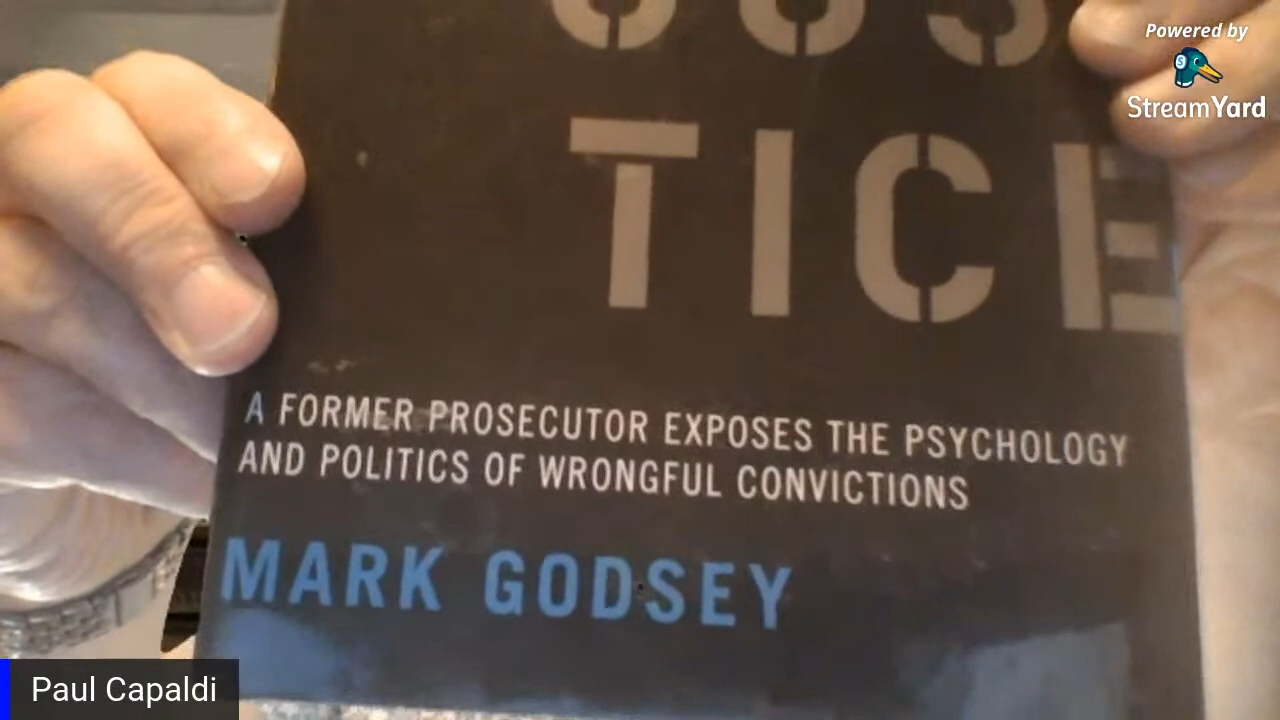 Powered by
StreamYard
TICE
A FORMER PROSECUTOR EXPOSES THE PSYCHOLOGY
AND POLITICS OF WRONGFUL CONVICTIONS
MARK GODSEY
Paul Capaldi